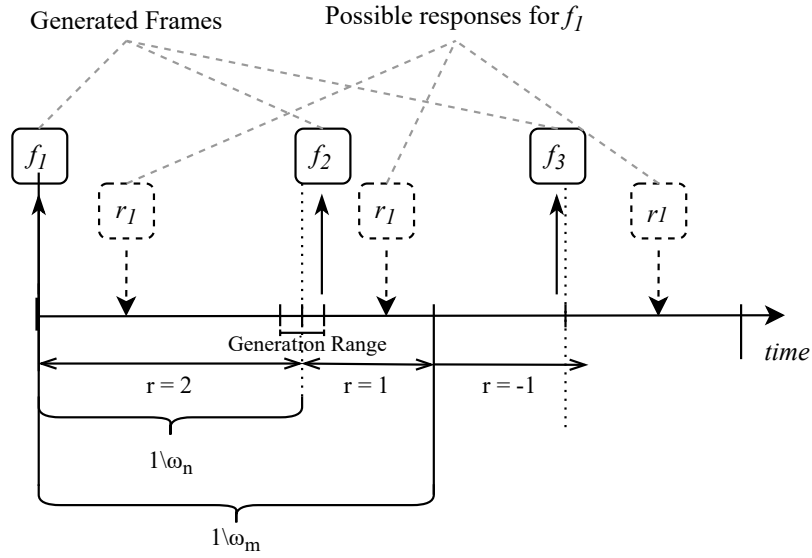 Generated Frames
Possible responses for f1
f1
f2
f3
r1
r1
r1
Generation Range
time
r = 2
r = 1
r = -1
1\ωn
1\ωm